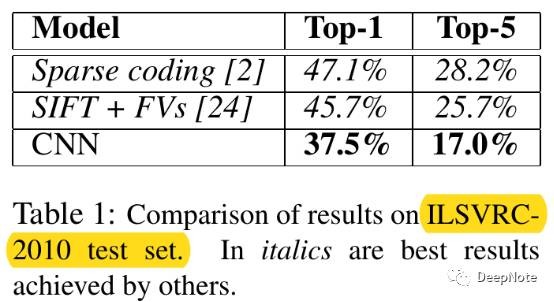 Model Top-1 Top-5
Sparse coding [2] 47.1% 28.2%
SIFT + FVs [24] 45.7% 25.7%
CNN 37.5% 17.0%
Table 1: Comparison of results on ILSVRC-
2010 test set. In italics are best results
achieved by others.
DeepNote